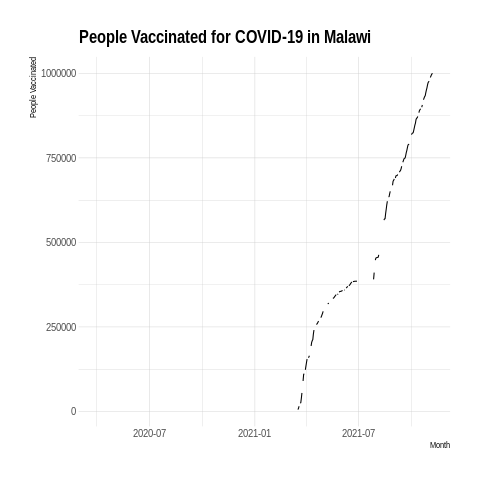 People Vaccinated for COVID-19 in Malawi
People Vaccinated
1000000
750000
500000
250000
0
2020-07
2021-01
2021-07
Month